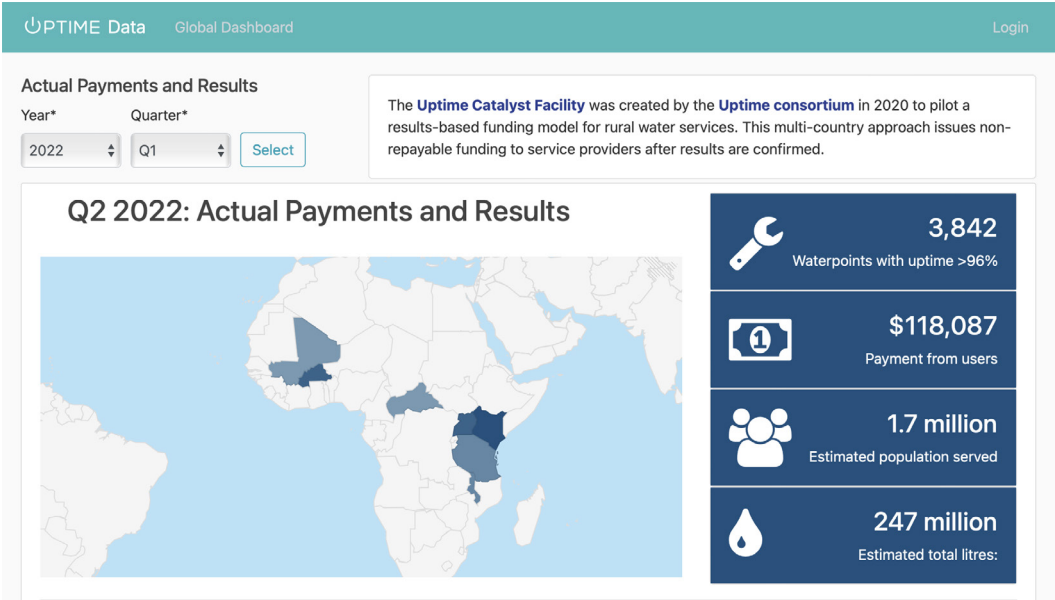 UPTIME Data Global Dashboard Login
Actual Payments and Results
Year* Quarter*
2022 Q1 Select
The Uptime Catalyst Facility was created by the Uptime consortium in 2020 to pilot a
results-based funding model for rural water services. This multi-country approach issues non-
repayable funding to service providers after results are confirmed.
Q2 2022: Actual Payments and Results
3,842
Waterpoints with uptime >96%
1
$118,087
Payment from users
1.7 million
Estimated population served
247 million
Estimated total litres: